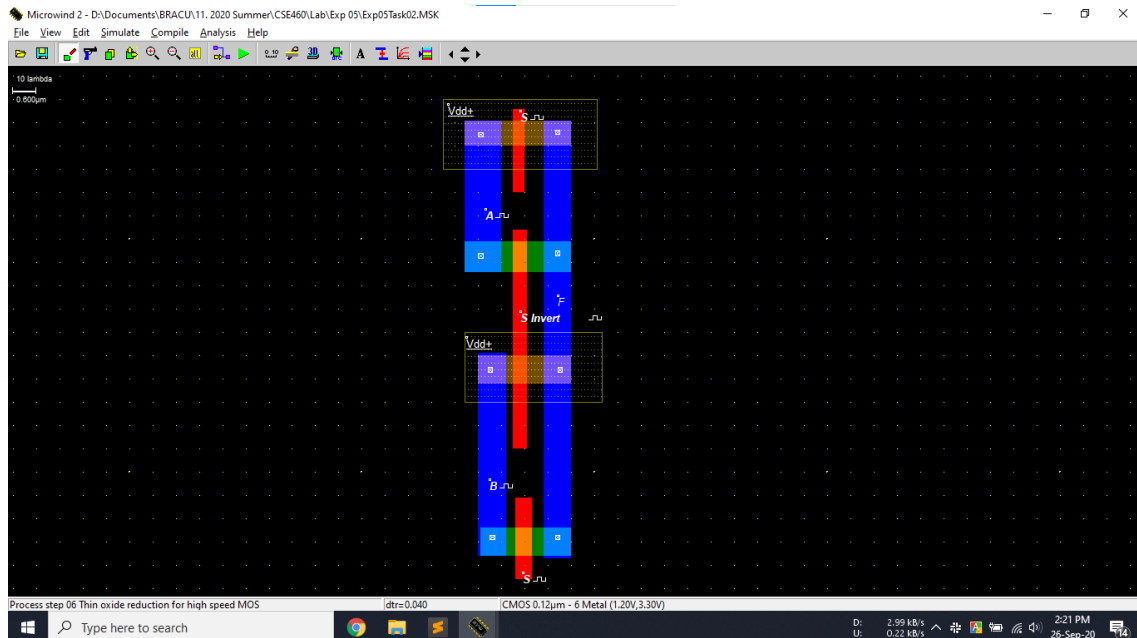 Microwind 2 - D:\Documents\BRACU\11. 2020 Summer\CSE460\Lab\Exp 05\Exp05Task02.MSK
File View Edit Simulate Compile Analysis Help
10 lambda
0.600µm
Vdd+
S
A
F
S Invert
Vdd+
B
S
Process step 06 Thin oxide reduction for high speed MOS
dtr=0.040
CMOS 0.12µm - 6 Metal (1.20V,3.30V)
Type here to search
D: 2.99 kB/s
U: 0.22 kB/s
2:21 PM
26-Sep-20
14